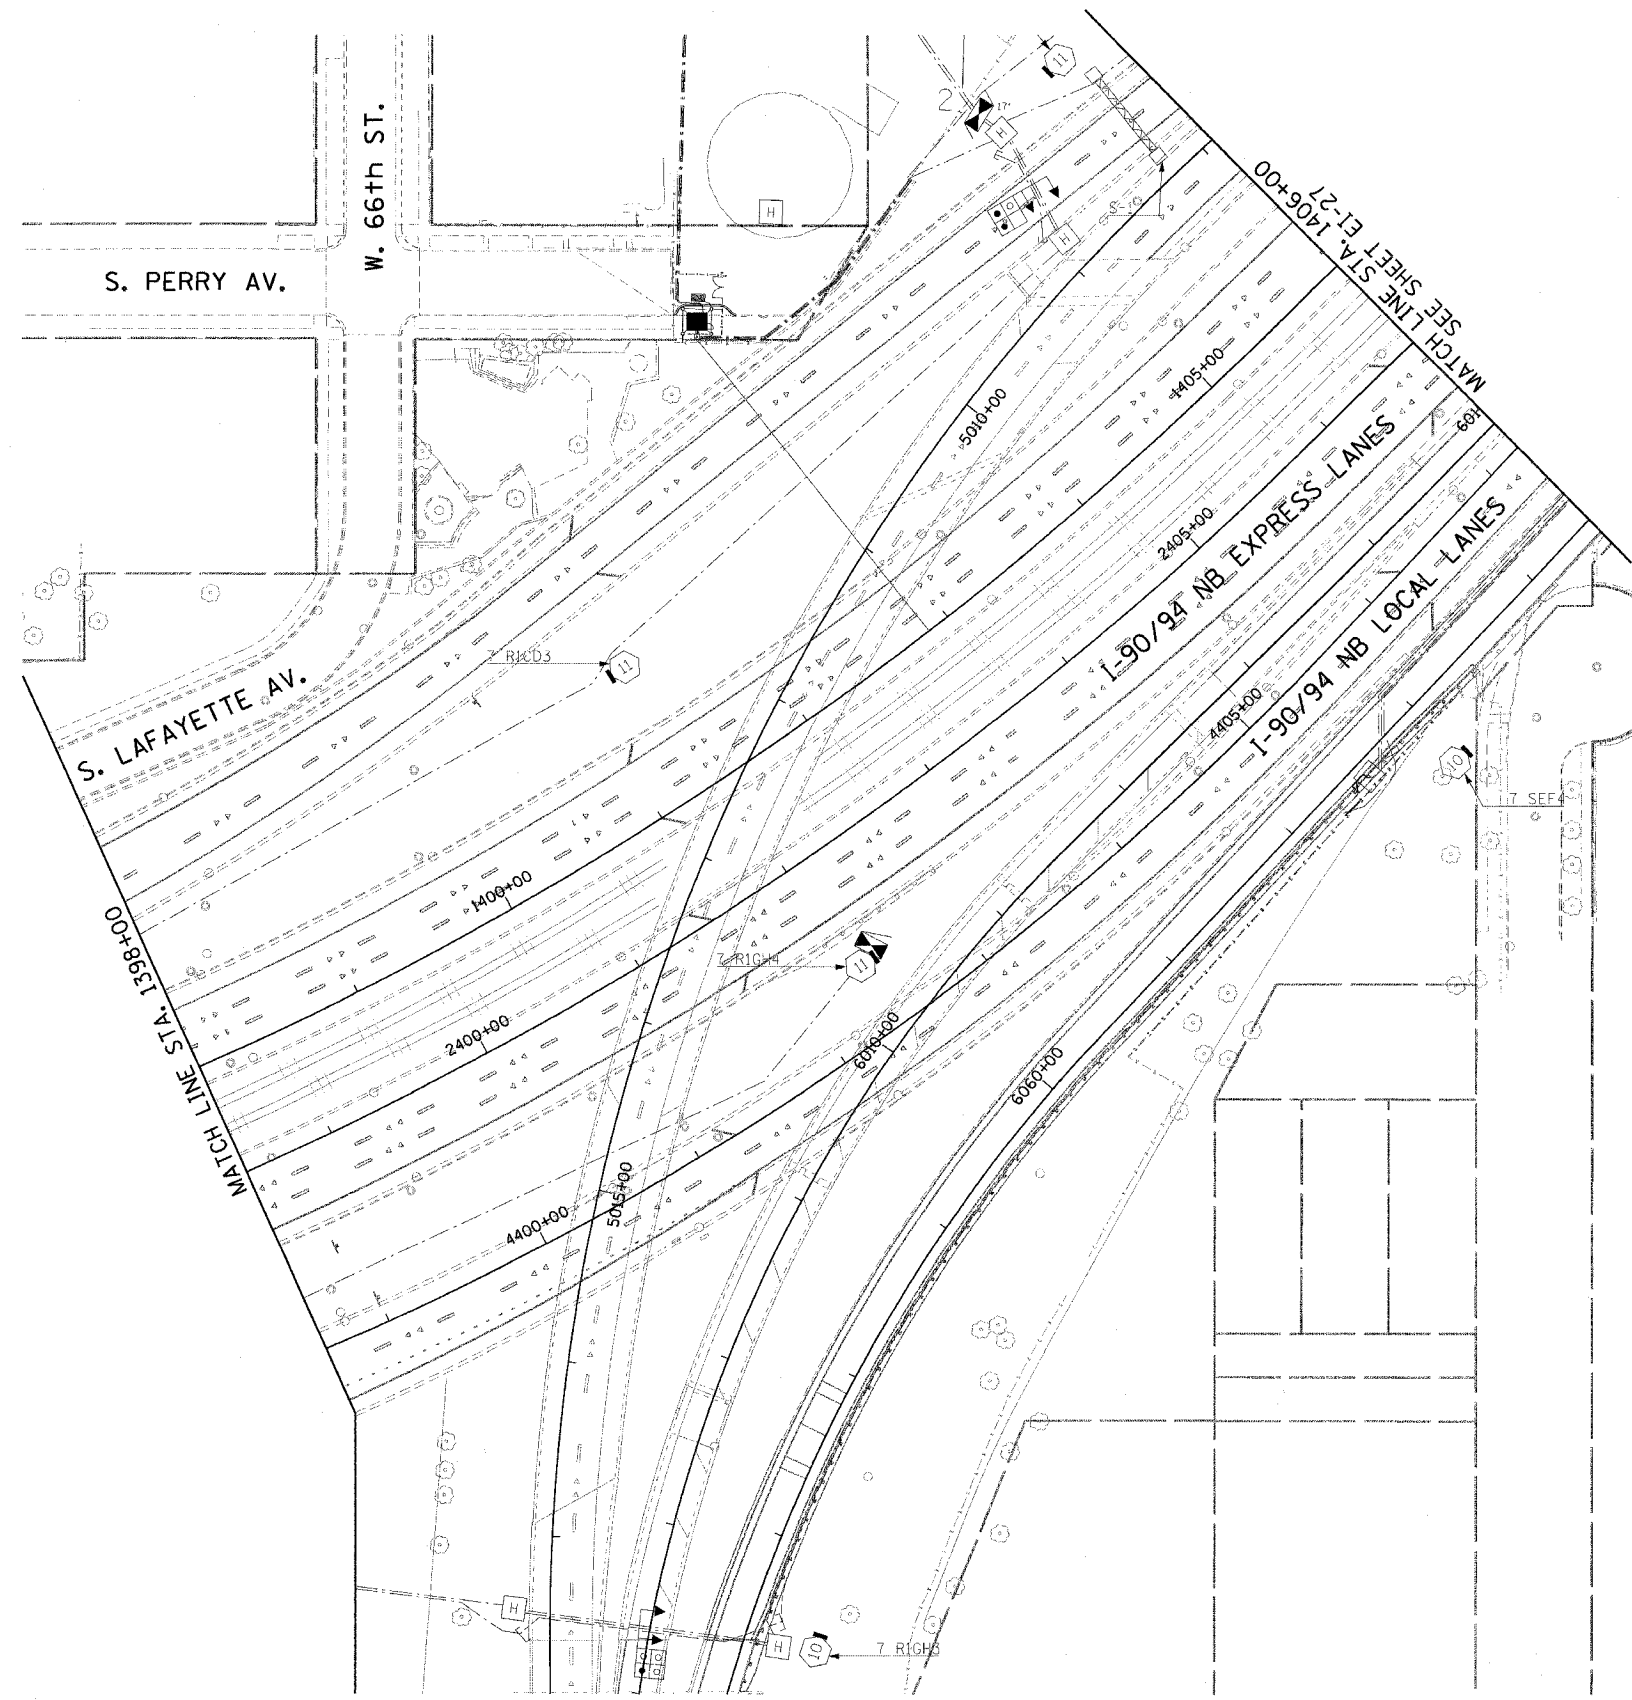 W. 66th ST.
S. PERRY AV.
S. LAFAYETTE AV.
MATCH LINE STA. 1398+00
MATCH LINE STA. 1406+00
SEE SHEET EI-27
2
17"
11
H
H
H
5010+00
1405+00
2405+00
I-90/94 NB EXPRESS LANES
I-90/94 NB LOCAL LANES
4405+00
7 R1CD3
11
1400+00
2400+00
4400+00
5015+00
7 R1GH4
11
6010+00
6060+00
10
7 SEF4
H
H
10
7 R1GH3